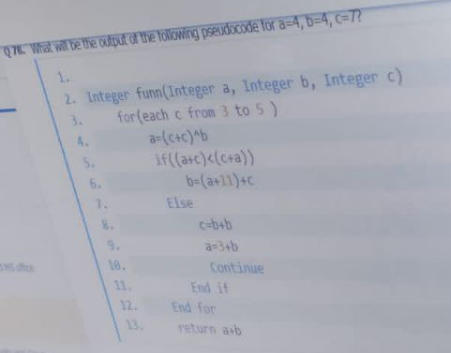 Q 76. What will be the output of the following pseudocode for a=4, b=4, c=7?
1.
2. Integer funn(Integer a, Integer b, Integer c)
3. for(each c from 3 to 5 )
4. a=(c+c)^b
5. if((a+c)<(c+a))
6. b=(a+11)+c
7. Else
8. c=b+b
9. a=3+b
10. Continue
11. End if
12. End for
13. return a+b
office